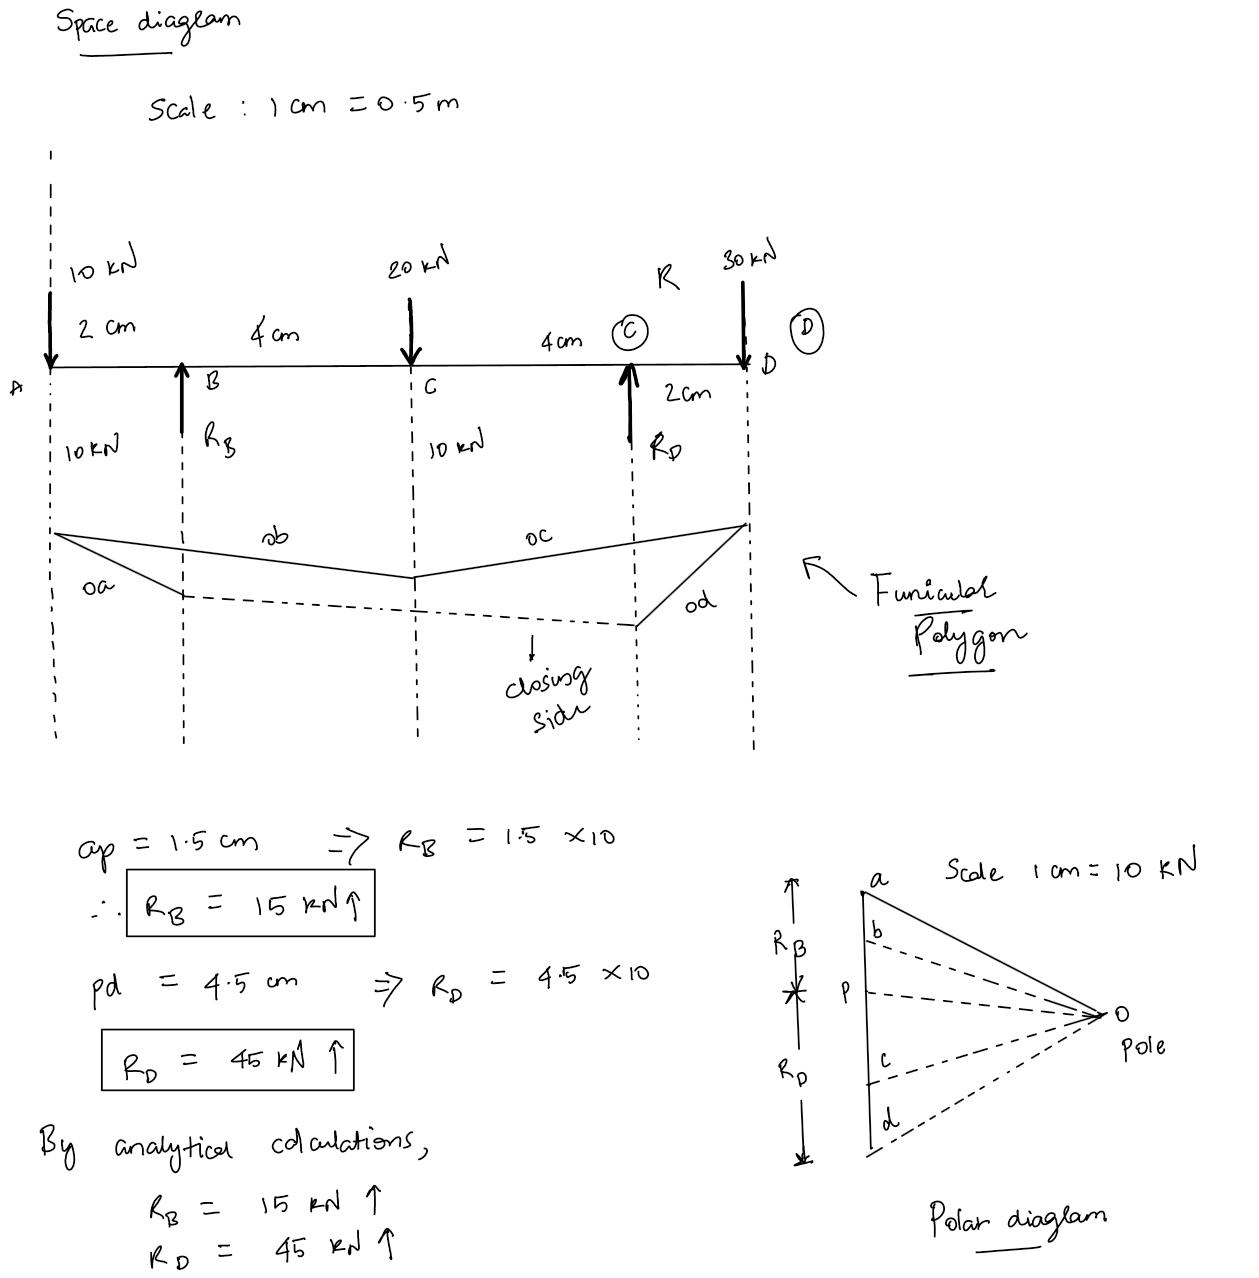 Space diagram
Scale : 1 cm = 0.5 m
10 kN 20 kN R 30 kN
2 cm 4 cm 4 cm C D
A B C 2 cm D
10 kN R_B 10 kN R_D
oa ob oc od
closing
side
Funicular
Polygon
ap = 1.5 cm ⇒ R_B = 1.5 × 10
∴ R_B = 15 kN ↑
pd = 4.5 cm ⇒ R_D = 4.5 × 10
R_D = 45 kN ↑
By analytical calculations,
R_B = 15 kN ↑
R_D = 45 kN ↑
Scale 1 cm = 10 kN
a
R_B b
P O
Pole
R_D c
d
Polar diagram